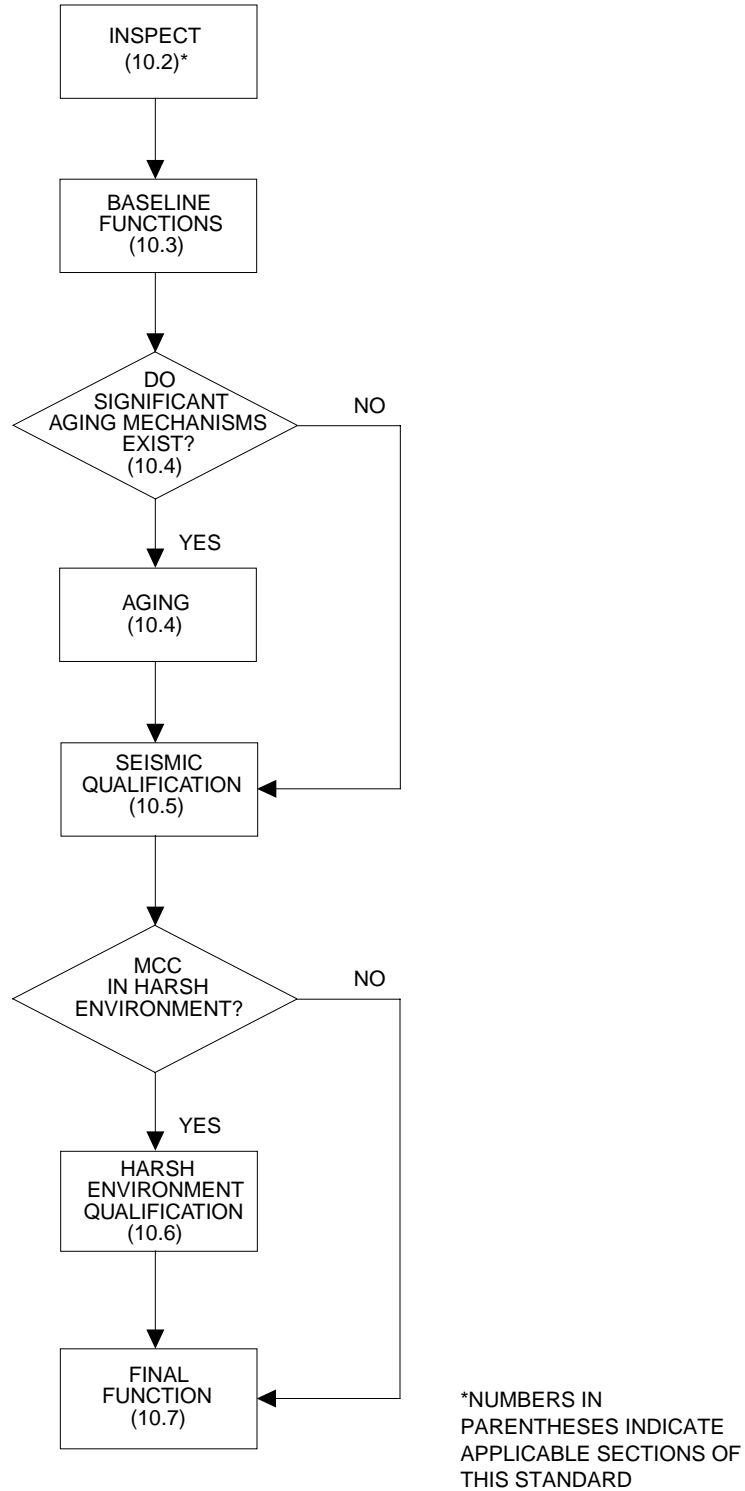 INSPECT
(10.2)*
BASELINE
FUNCTIONS
(10.3)
DO
SIGNIFICANT
AGING MECHANISMS
EXIST?
(10.4)
NO
YES
AGING
(10.4)
SEISMIC
QUALIFICATION
(10.5)
MCC
IN HARSH
ENVIRONMENT?
NO
YES
HARSH
ENVIRONMENT
QUALIFICATION
(10.6)
FINAL
FUNCTION
(10.7)
*NUMBERS IN
PARENTHESES INDICATE
APPLICABLE SECTIONS OF
THIS STANDARD